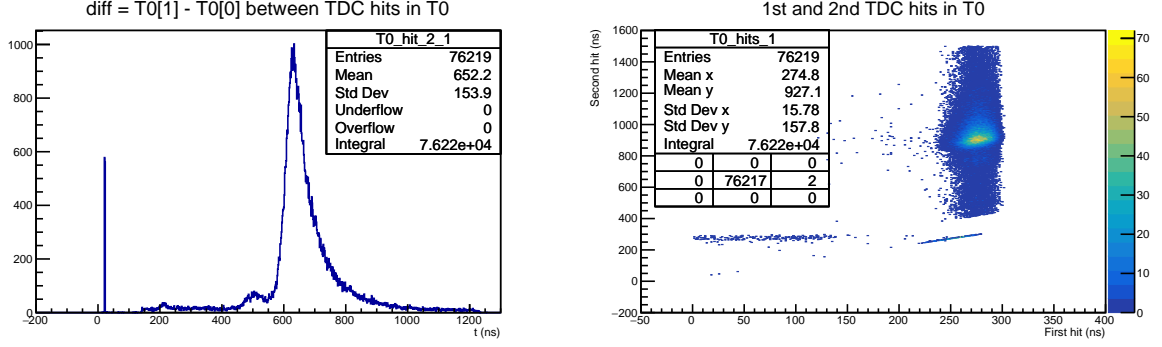 diff = T0[1] - T0[0] between TDC hits in T0
T0_hit_2_1
Entries 76219
Mean 652.2
Std Dev 153.9
Underflow 0
Overflow 0
Integral 7.622e+04
1000
800
600
400
200
0
−200 0 200 400 600 800 1000 1200
t (ns)
1st and 2nd TDC hits in T0
Second hit (ns)
T0_hits_1
Entries 76219
Mean x 274.8
Mean y 927.1
Std Dev x 15.78
Std Dev y 157.8
Integral 7.622e+04
0 0 0
0 76217 2
0 0 0
1600
1400
1200
1000
800
600
400
200
0
−200
−50 0 50 100 150 200 250 300 350 400
First hit (ns)
70
60
50
40
30
20
10
0